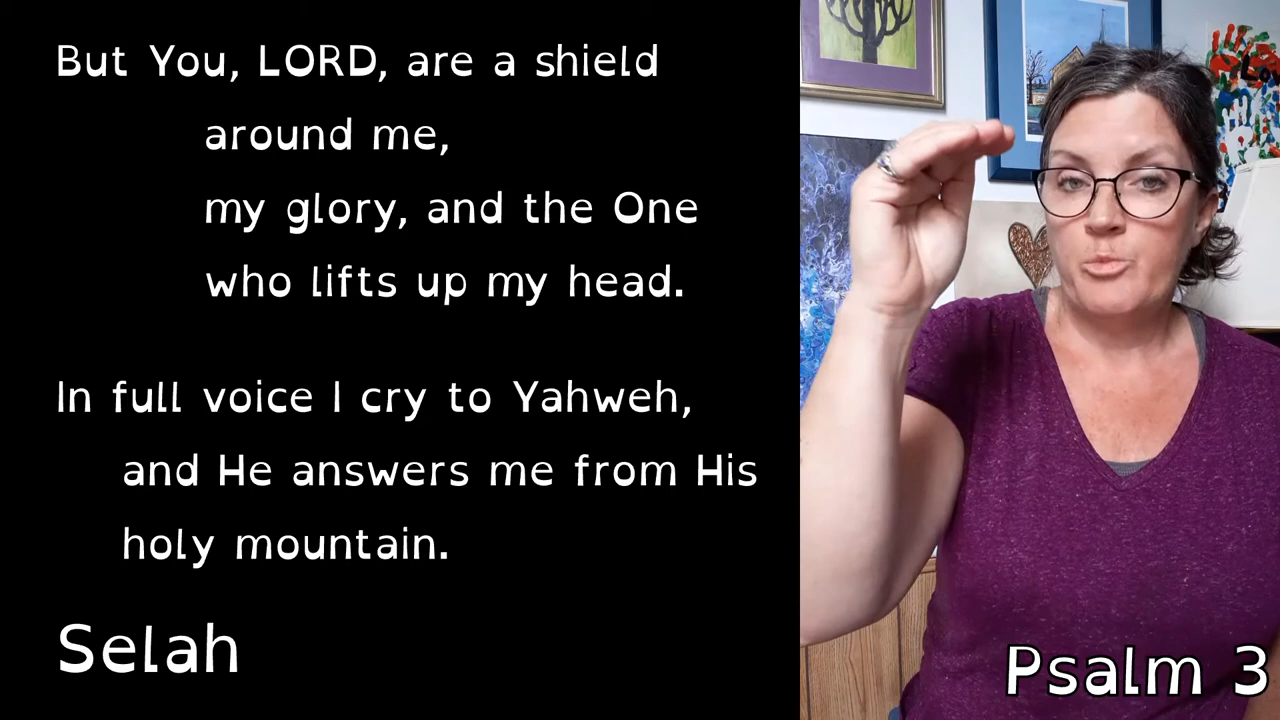 But You, LORD, are a shield
around me,
my glory, and the One
who lifts up my head.
In full voice I cry to Yahweh,
and He answers me from His
holy mountain.
Selah
Psalm 3